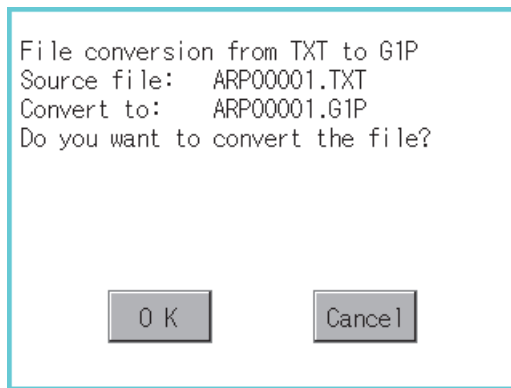 File conversion from TXT to G1P
Source file: ARP00001.TXT
Convert to: ARP00001.G1P
Do you want to convert the file?
OK Cancel